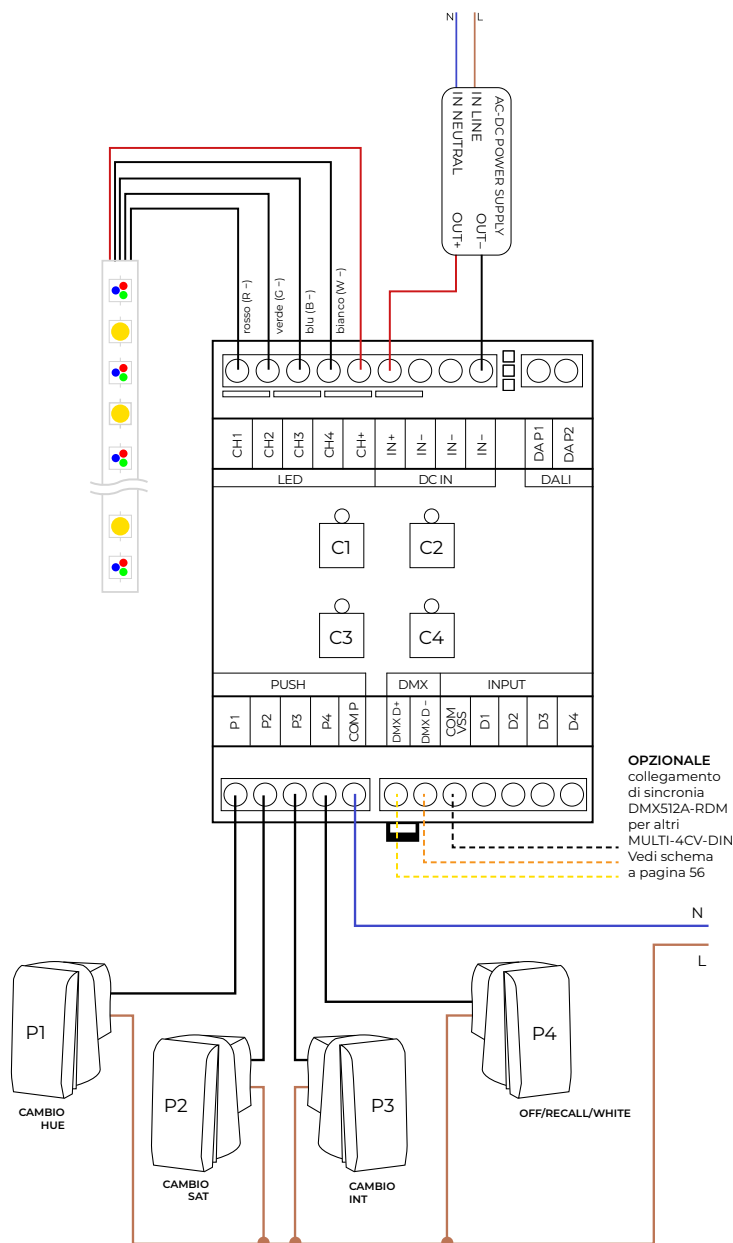 N L
AC-DC POWER SUPPLY
IN LINE
IN NEUTRAL
OUT+
OUT−
rosso (R −)
verde (G −)
blu (B −)
bianco (W −)
CH1 CH2 CH3 CH4 CH+ IN+ IN− IN− IN− DA P1 DA P2
LED DC IN DALI
C1 C2
C3 C4
PUSH DMX INPUT
P1 P2 P3 P4 COM P DMX D+ DMX D− COM VSS D1 D2 D3 D4
OPZIONALE
collegamento
di sincronia
DMX512A-RDM
per altri
MULTI-4CV-DIN
Vedi schema
a pagina 56
N
L
P1
CAMBIO
HUE
P2
CAMBIO
SAT
P3
CAMBIO
INT
P4
OFF/RECALL/WHITE